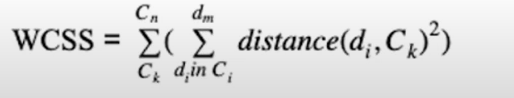 C_n d_m
WCSS = ∑( ∑ distance(d_i, C_k)²)
C_k d_i in C_i